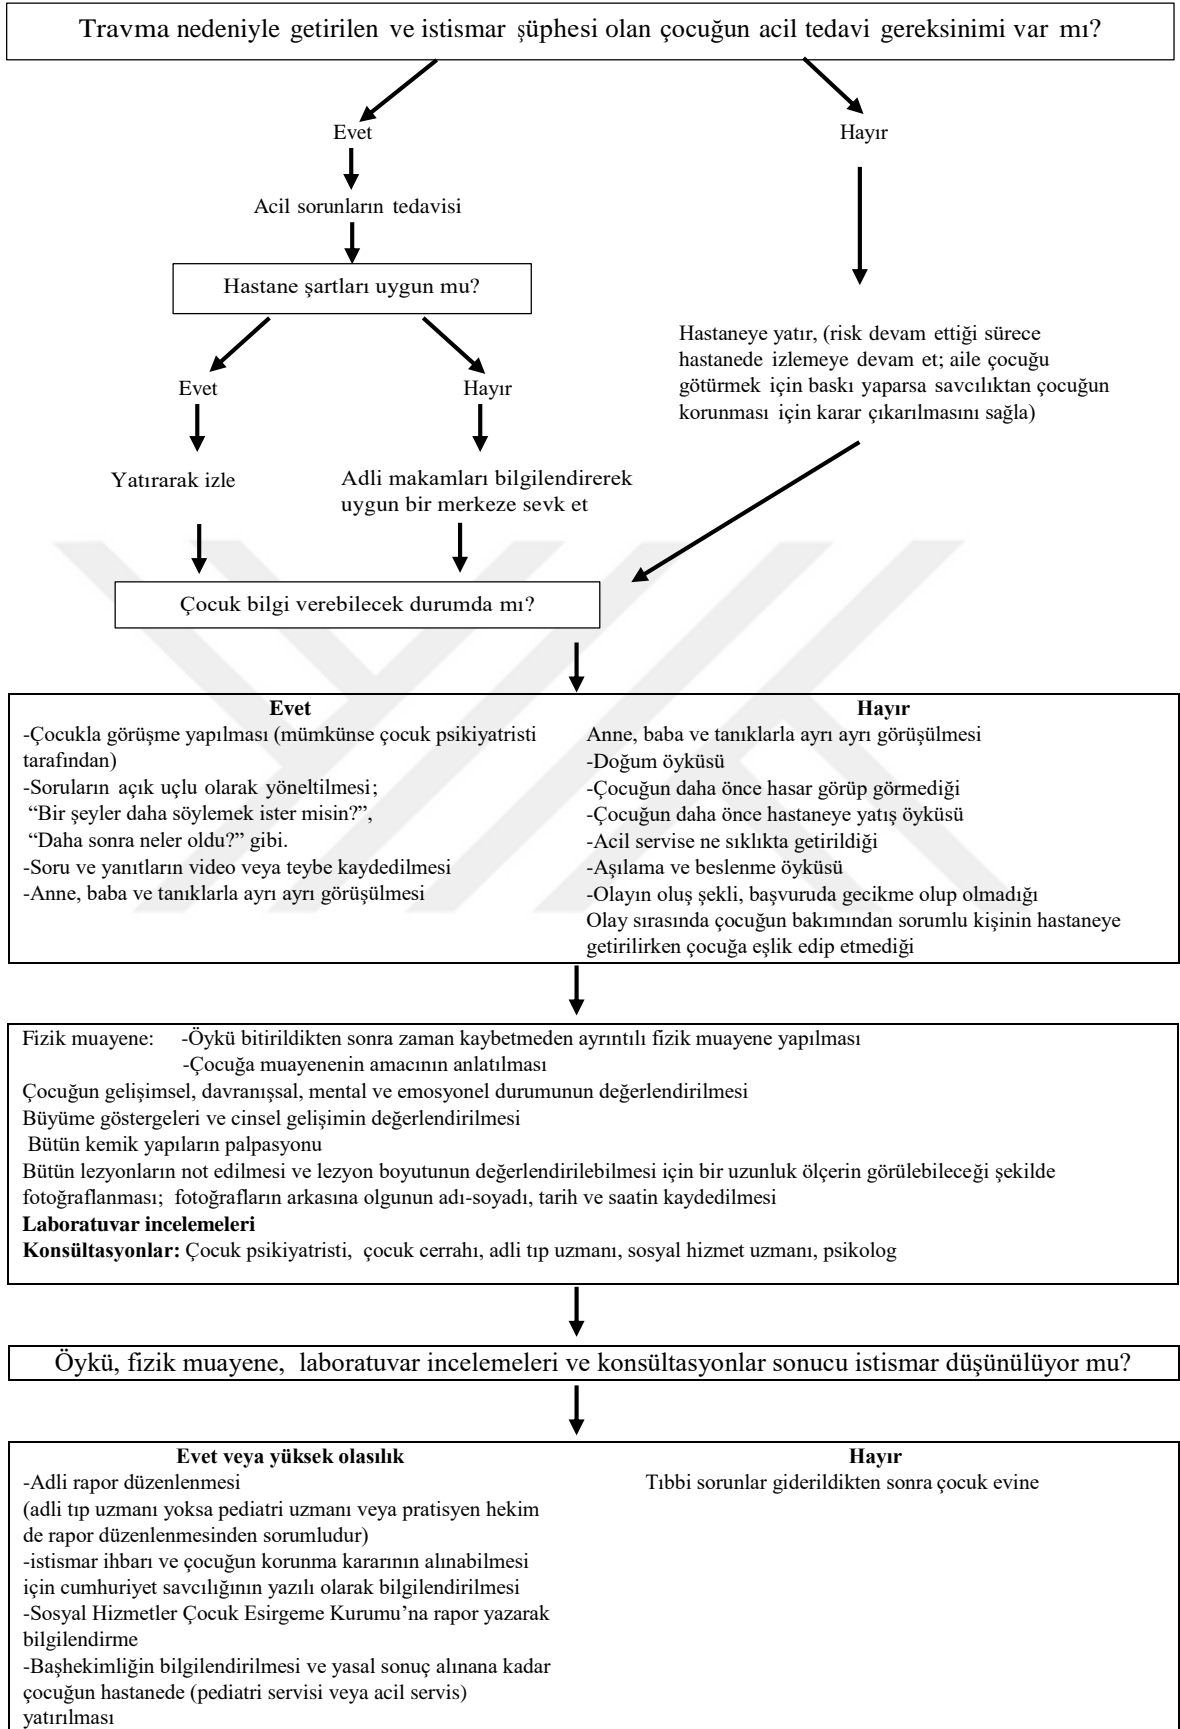 Travma nedeniyle getirilen ve istismar şüphesi olan çocuğun acil tedavi gereksinimi var mı?
Evet
Hayır
Acil sorunların tedavisi
Hastane şartları uygun mu?
Evet
Hayır
Hastaneye yatır, (risk devam ettiği sürece
hastanede izlemeye devam et; aile çocuğu
götürmek için baskı yaparsa savcılıktan çocuğun
korunması için karar çıkarılmasını sağla)
Yatırarak izle
Adli makamları bilgilendirerek
uygun bir merkeze sevk et
Çocuk bilgi verebilecek durumda mı?
Evet
-Çocukla görüşme yapılması (mümkünse çocuk psikiyatristi
tarafından)
-Soruların açık uçlu olarak yöneltilmesi;
“Bir şeyler daha söylemek ister misin?”,
“Daha sonra neler oldu?” gibi.
-Soru ve yanıtların video veya teybe kaydedilmesi
-Anne, baba ve tanıklarla ayrı ayrı görüşülmesi
Hayır
Anne, baba ve tanıklarla ayrı ayrı görüşülmesi
-Doğum öyküsü
-Çocuğun daha önce hasar görüp görmediği
-Çocuğun daha önce hastaneye yatış öyküsü
-Acil servise ne sıklıkta getirildiği
-Aşılama ve beslenme öyküsü
-Olayın oluş şekli, başvuruda gecikme olup olmadığı
Olay sırasında çocuğun bakımından sorumlu kişinin hastaneye
getirilirken çocuğa eşlik edip etmediği
Fizik muayene: -Öykü bitirildikten sonra zaman kaybetmeden ayrıntılı fizik muayene yapılması
-Çocuğa muayenenin amacının anlatılması
Çocuğun gelişimsel, davranışsal, mental ve emosyonel durumunun değerlendirilmesi
Büyüme göstergeleri ve cinsel gelişimin değerlendirilmesi
Bütün kemik yapıların palpasyonu
Bütün lezyonların not edilmesi ve lezyon boyutunun değerlendirilebilmesi için bir uzunluk ölçerin görülebileceği şekilde
fotoğraflanması; fotoğrafların arkasına olgunun adı-soyadı, tarih ve saatin kaydedilmesi
Laboratuvar incelemeleri
Konsültasyonlar: Çocuk psikiyatristi, çocuk cerrahı, adli tıp uzmanı, sosyal hizmet uzmanı, psikolog
Öykü, fizik muayene, laboratuvar incelemeleri ve konsültasyonlar sonucu istismar düşünülüyor mu?
Evet veya yüksek olasılık
-Adli rapor düzenlenmesi
(adli tıp uzmanı yoksa pediatri uzmanı veya pratisyen hekim
de rapor düzenlenmesinden sorumludur)
-istismar ihbarı ve çocuğun korunma kararının alınabilmesi
için cumhuriyet savcılığının yazılı olarak bilgilendirilmesi
-Sosyal Hizmetler Çocuk Esirgeme Kurumu’na rapor yazarak
bilgilendirme
-Başhekimliğin bilgilendirilmesi ve yasal sonuç alınana kadar
çocuğun hastanede (pediatri servisi veya acil servis)
yatırılması
Hayır
Tıbbi sorunlar giderildikten sonra çocuk evine